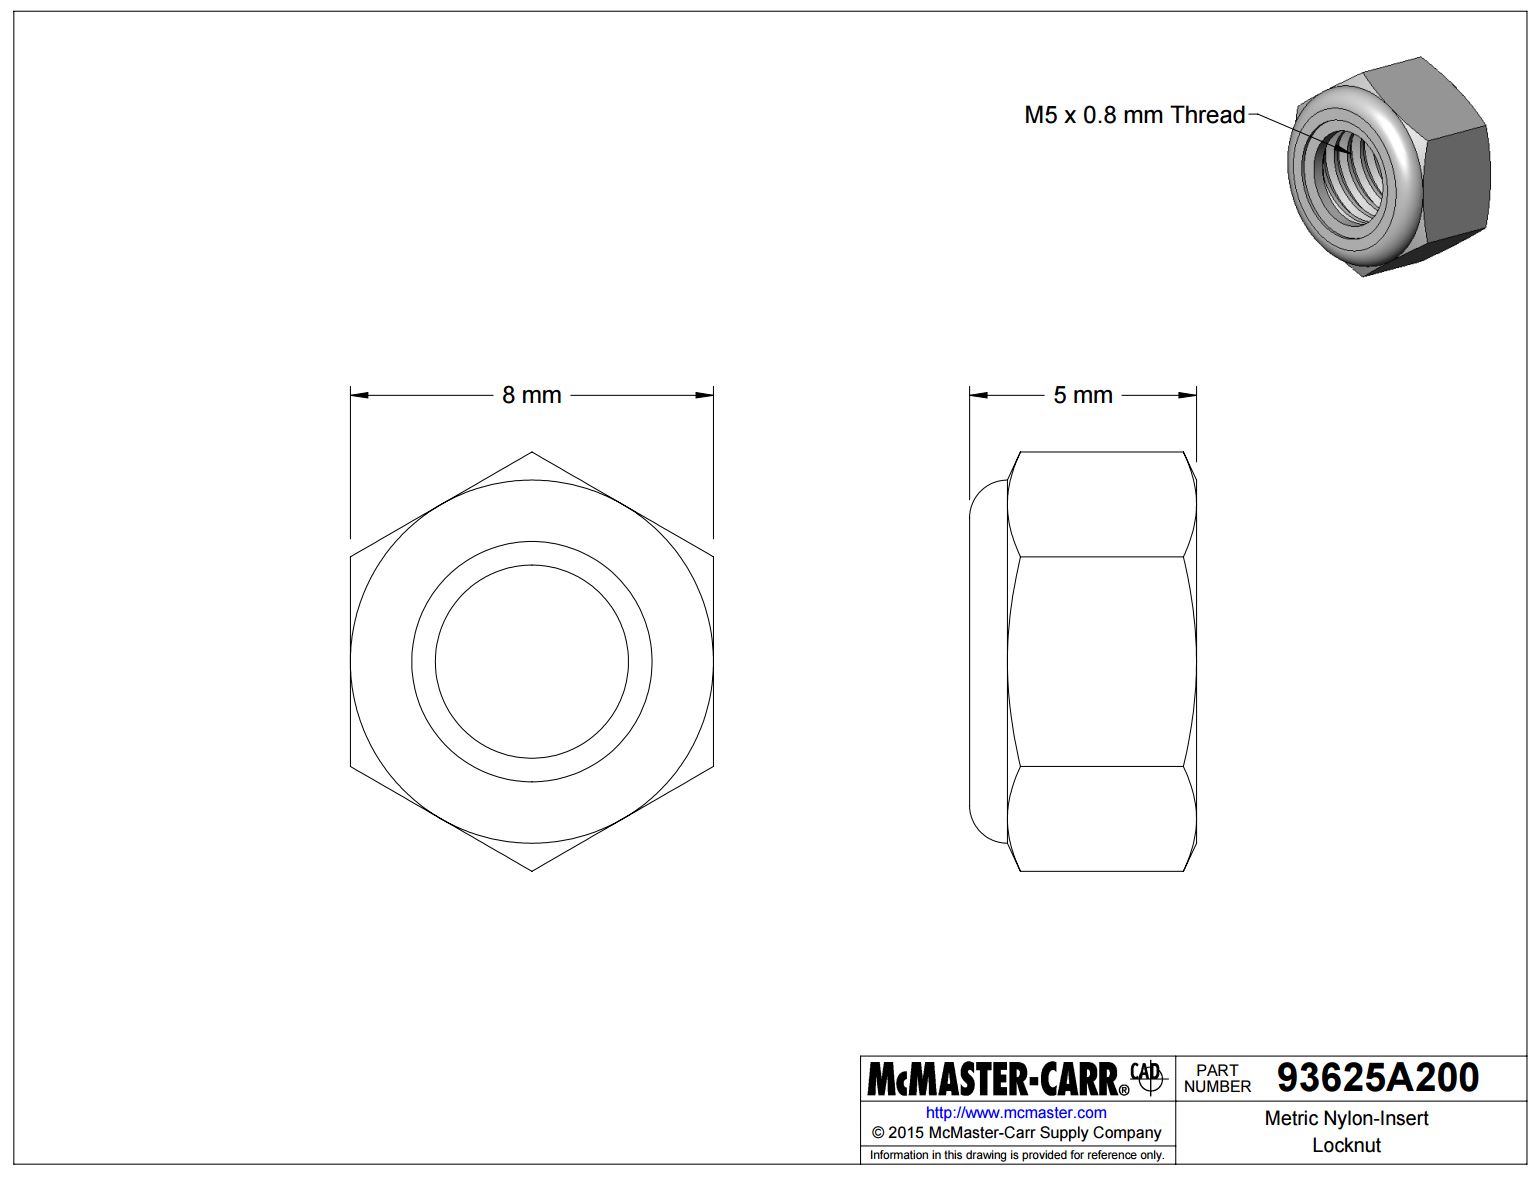 M5 x 0.8 mm Thread
8 mm
5 mm
McMASTER-CARR® CAD
http://www.mcmaster.com
© 2015 McMaster-Carr Supply Company
Information in this drawing is provided for reference only.
PART
NUMBER
93625A200
Metric Nylon-Insert
Locknut